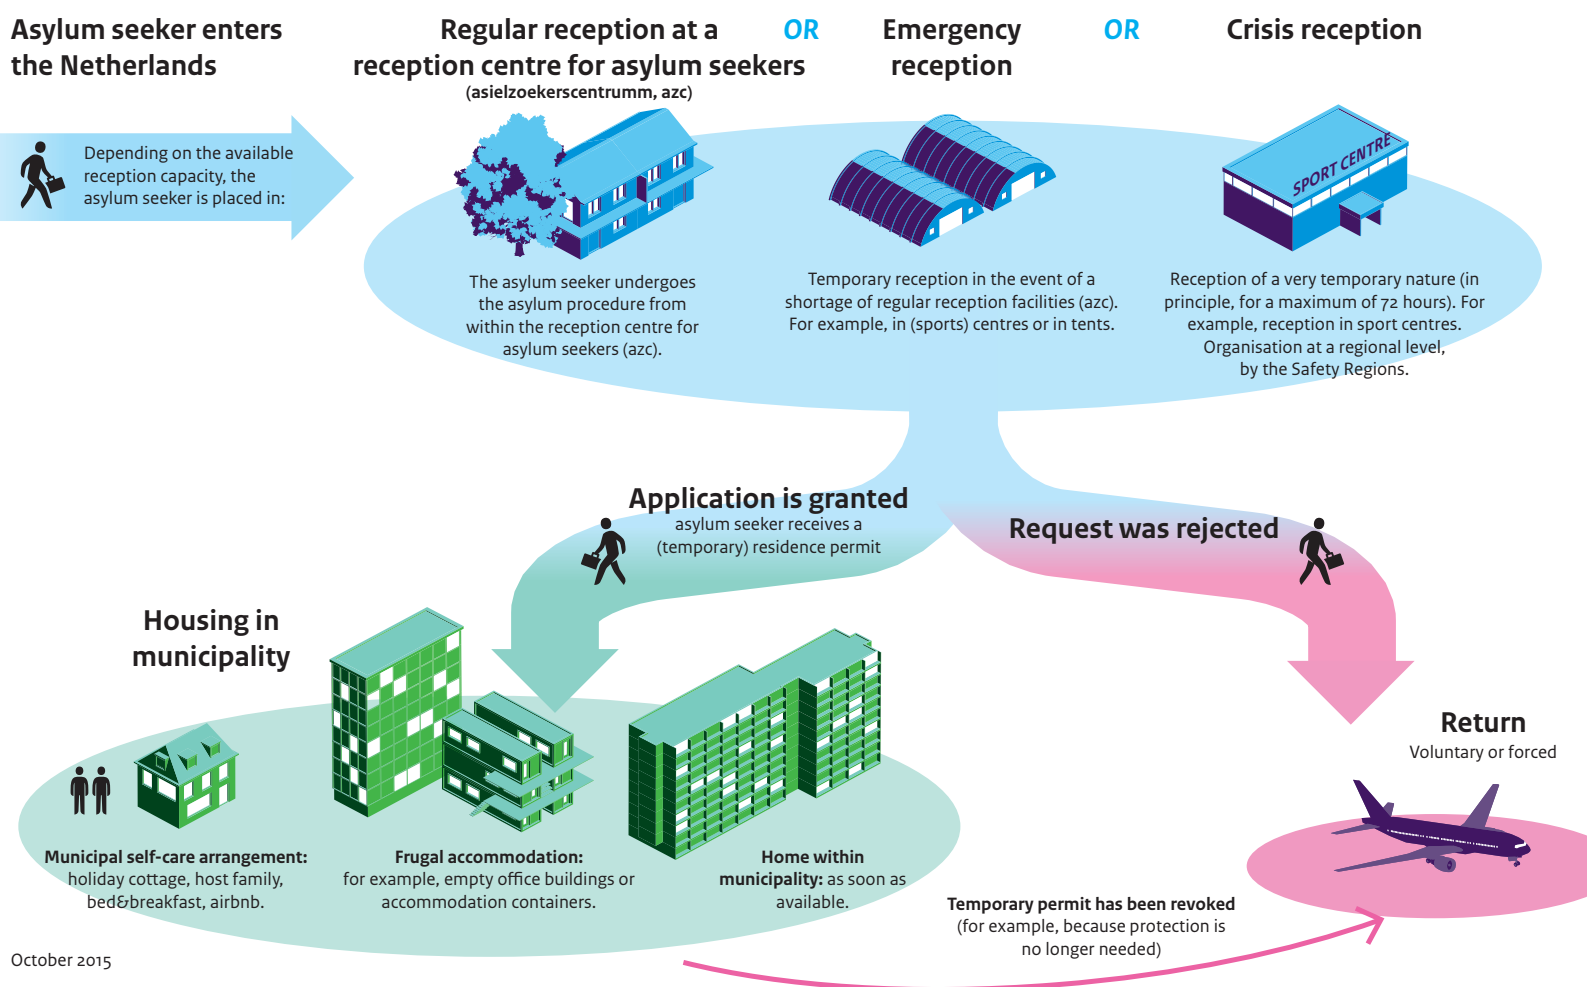 Asylum seeker enters
the Netherlands
Regular reception at a
reception centre for asylum seekers
(asielzoekerscentrumm, azc)
OR
Emergency
reception
OR
Crisis reception
Depending on the available
reception capacity, the
asylum seeker is placed in:
SPORT CENTRE
The asylum seeker undergoes
the asylum procedure from
within the reception centre for
asylum seekers (azc).
Temporary reception in the event of a
shortage of regular reception facilities (azc).
For example, in (sports) centres or in tents.
Reception of a very temporary nature (in
principle, for a maximum of 72 hours). For
example, reception in sport centres.
Organisation at a regional level,
by the Safety Regions.
Application is granted
asylum seeker receives a
(temporary) residence permit
Request was rejected
Housing in
municipality
Return
Voluntary or forced
Municipal self-care arrangement:
holiday cottage, host family,
bed&breakfast, airbnb.
Frugal accommodation:
for example, empty office buildings or
accommodation containers.
Home within
municipality: as soon as
available.
Temporary permit has been revoked
(for example, because protection is
no longer needed)
October 2015